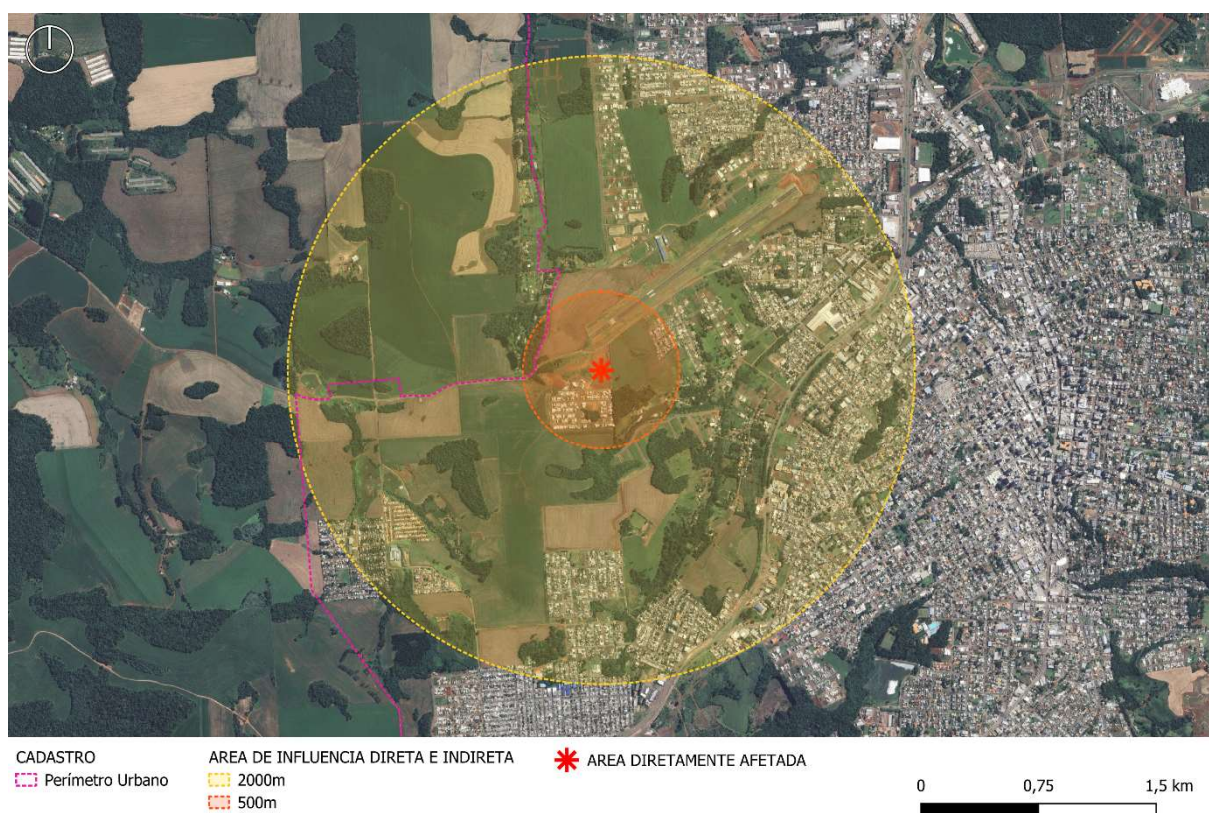 CADASTRO
Perímetro Urbano
AREA DE INFLUENCIA DIRETA E INDIRETA
2000m
500m
AREA DIRETAMENTE AFETADA
0 0,75 1,5 km